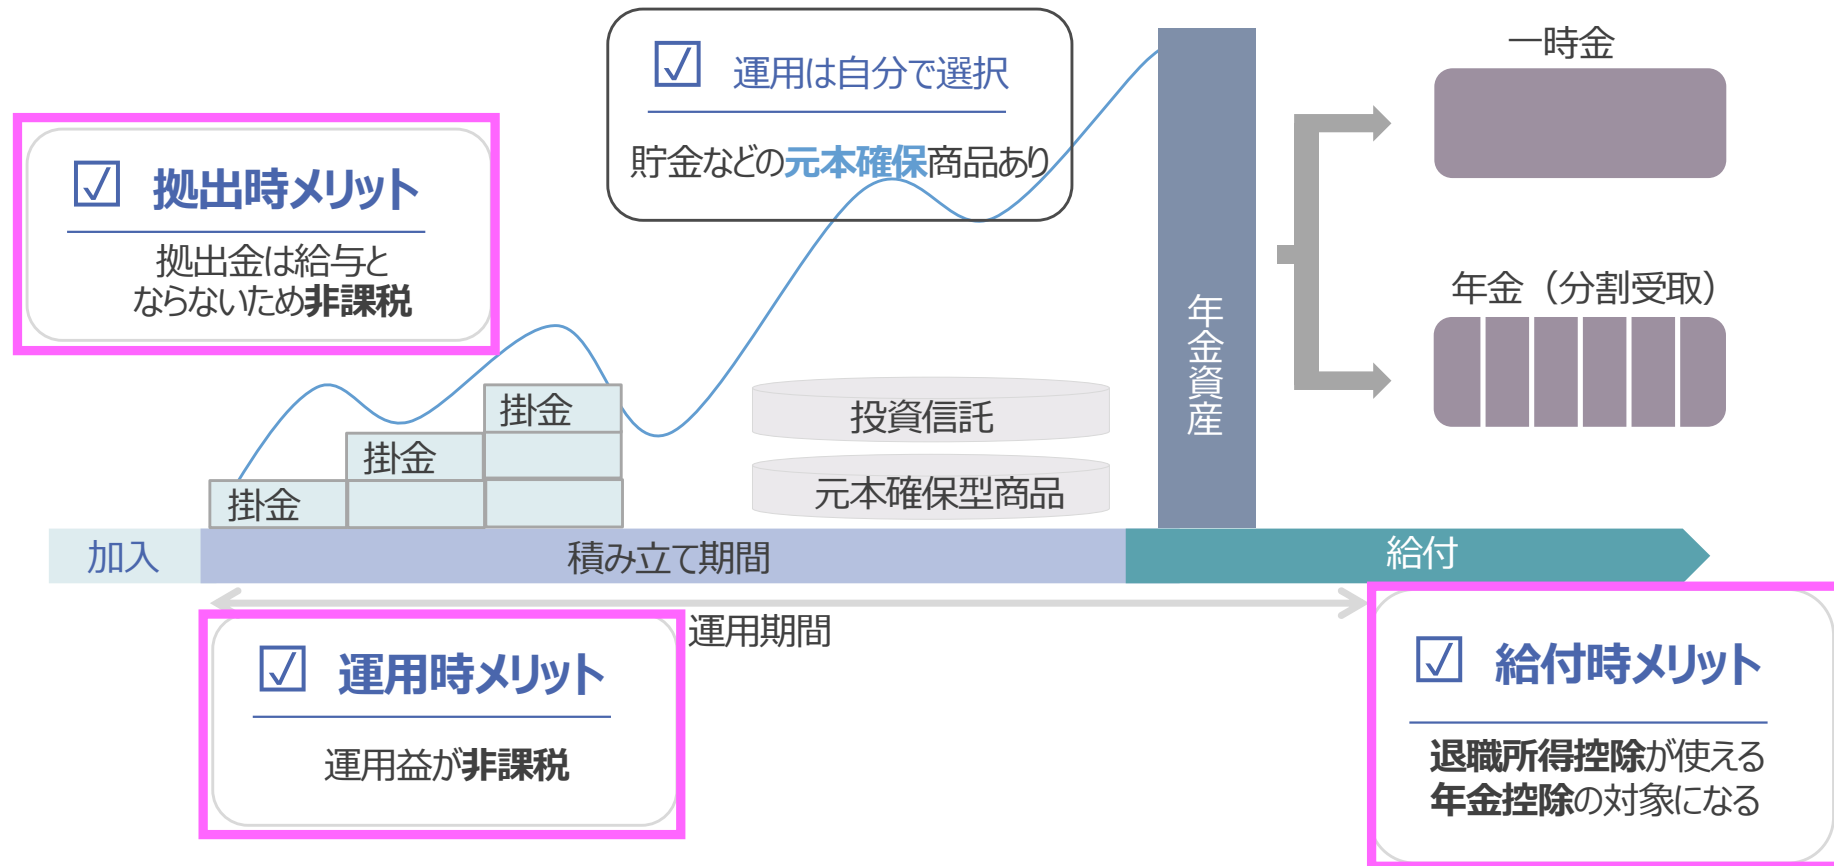 一時金
運用は自分で選択
貯金などの元本確保商品あり
拠出時メリット
拠出金は給与と
ならないため非課税
年金（分割受取）
年金資産
掛金
掛金
掛金
投資信託
元本確保型商品
加入
積み立て期間
給付
運用期間
運用時メリット
運用益が非課税
給付時メリット
退職所得控除が使える
年金控除の対象になる